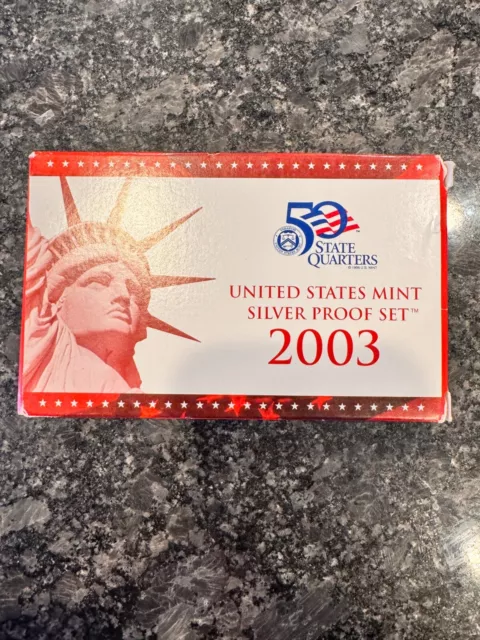 50
STATE
QUARTERS
UNITED STATES MINT
SILVER PROOF SET™
2003